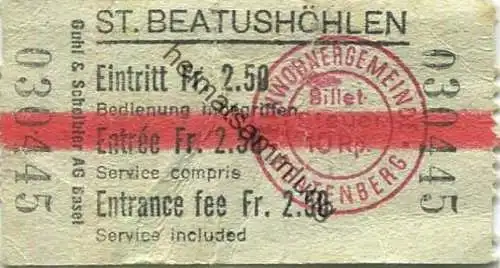 ST. BEATUSHÖHLEN
Eintritt Fr. 2.50
Bedienung inbegriffen
Entrée Fr. 2.50
Service compris
Entrance fee Fr. 2.50
Service included
030445
Guhl & Scheibler AG Basel
030445
Billet
10 Rp.